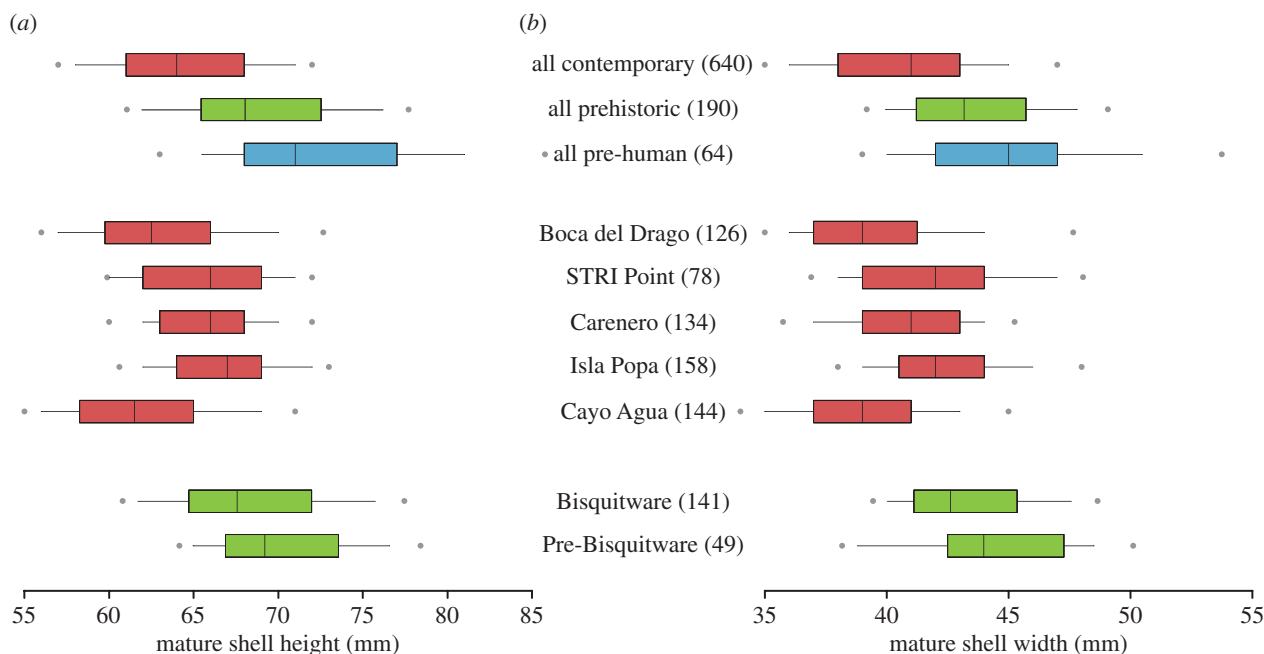 (a)
(b)
all contemporary (640)
all prehistoric (190)
all pre-human (64)
Boca del Drago (126)
STRI Point (78)
Carenero (134)
Isla Popa (158)
Cayo Agua (144)
Bisquitware (141)
Pre-Bisquitware (49)
55 60 65 70 75 80 85
mature shell height (mm)
35 40 45 50 55
mature shell width (mm)